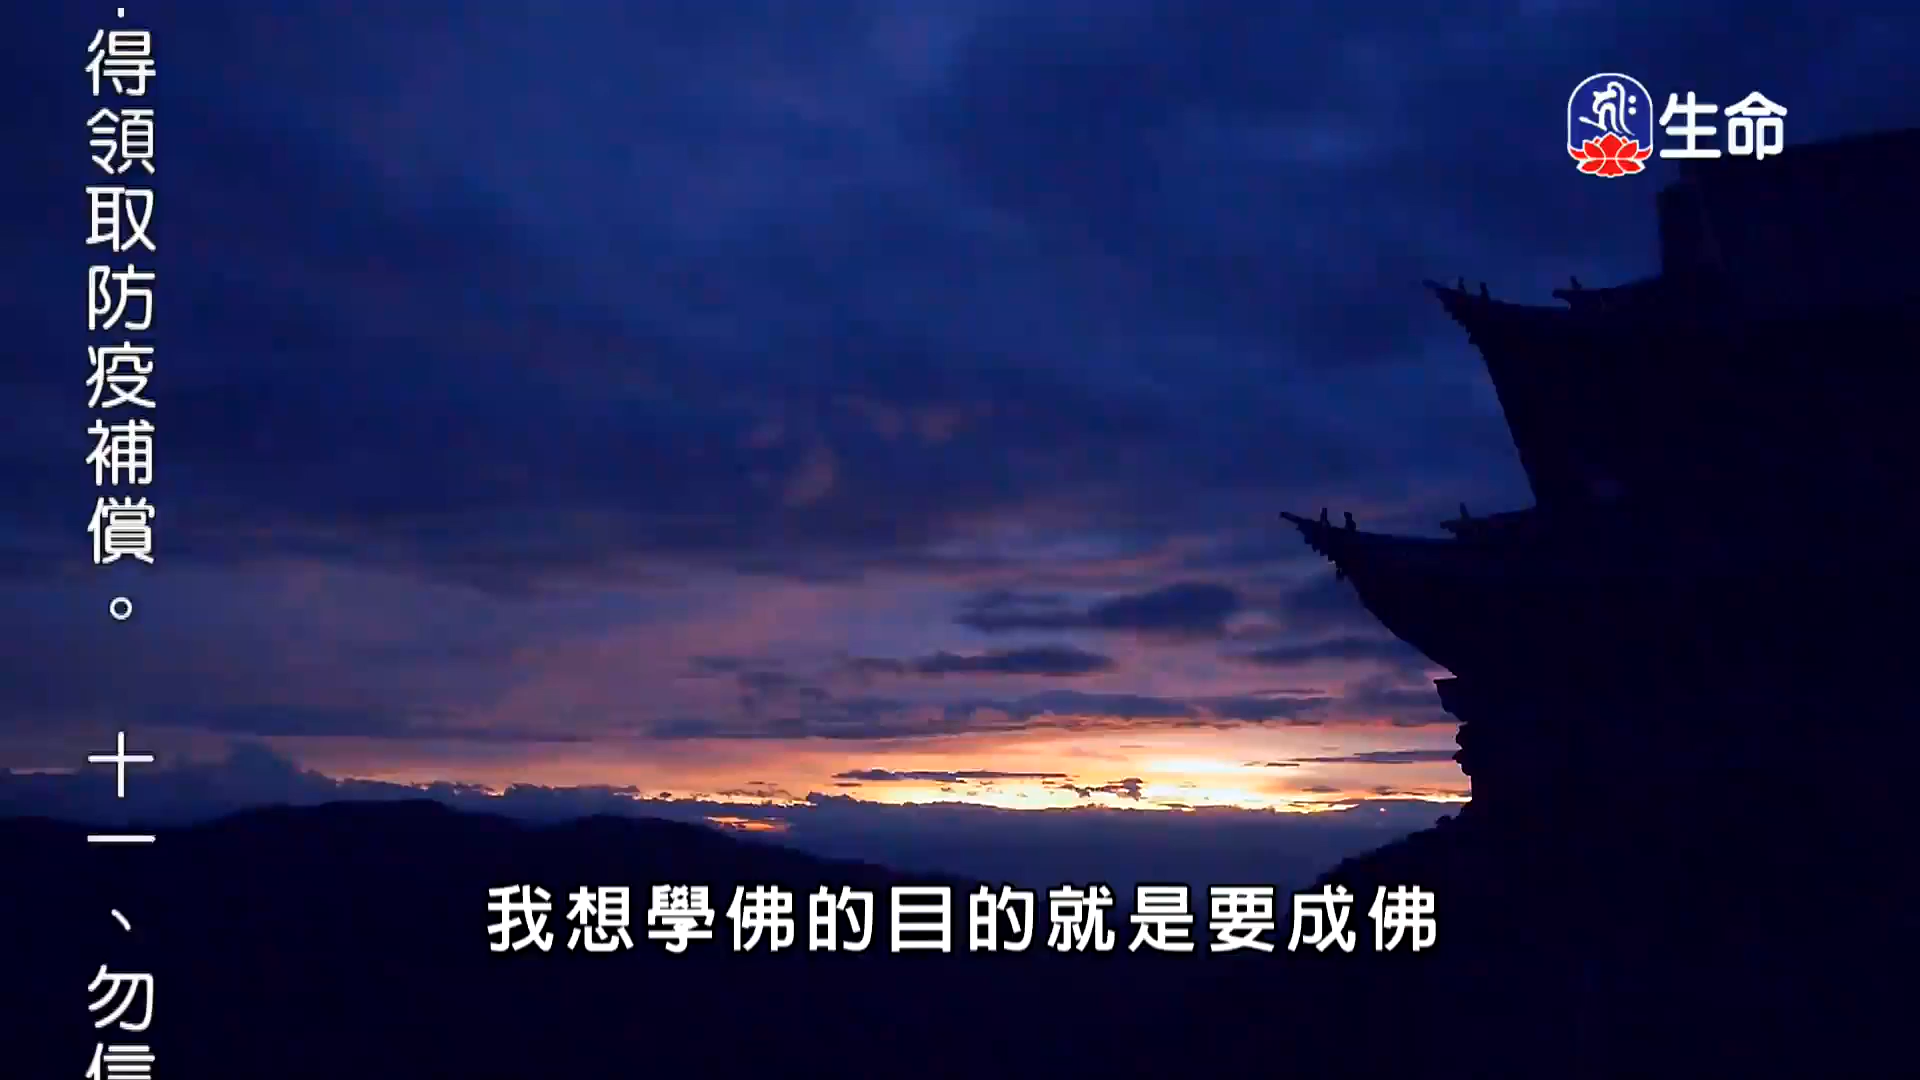 得領取防疫補償。 十一、勿信
生命
我想學佛的目的就是要成佛